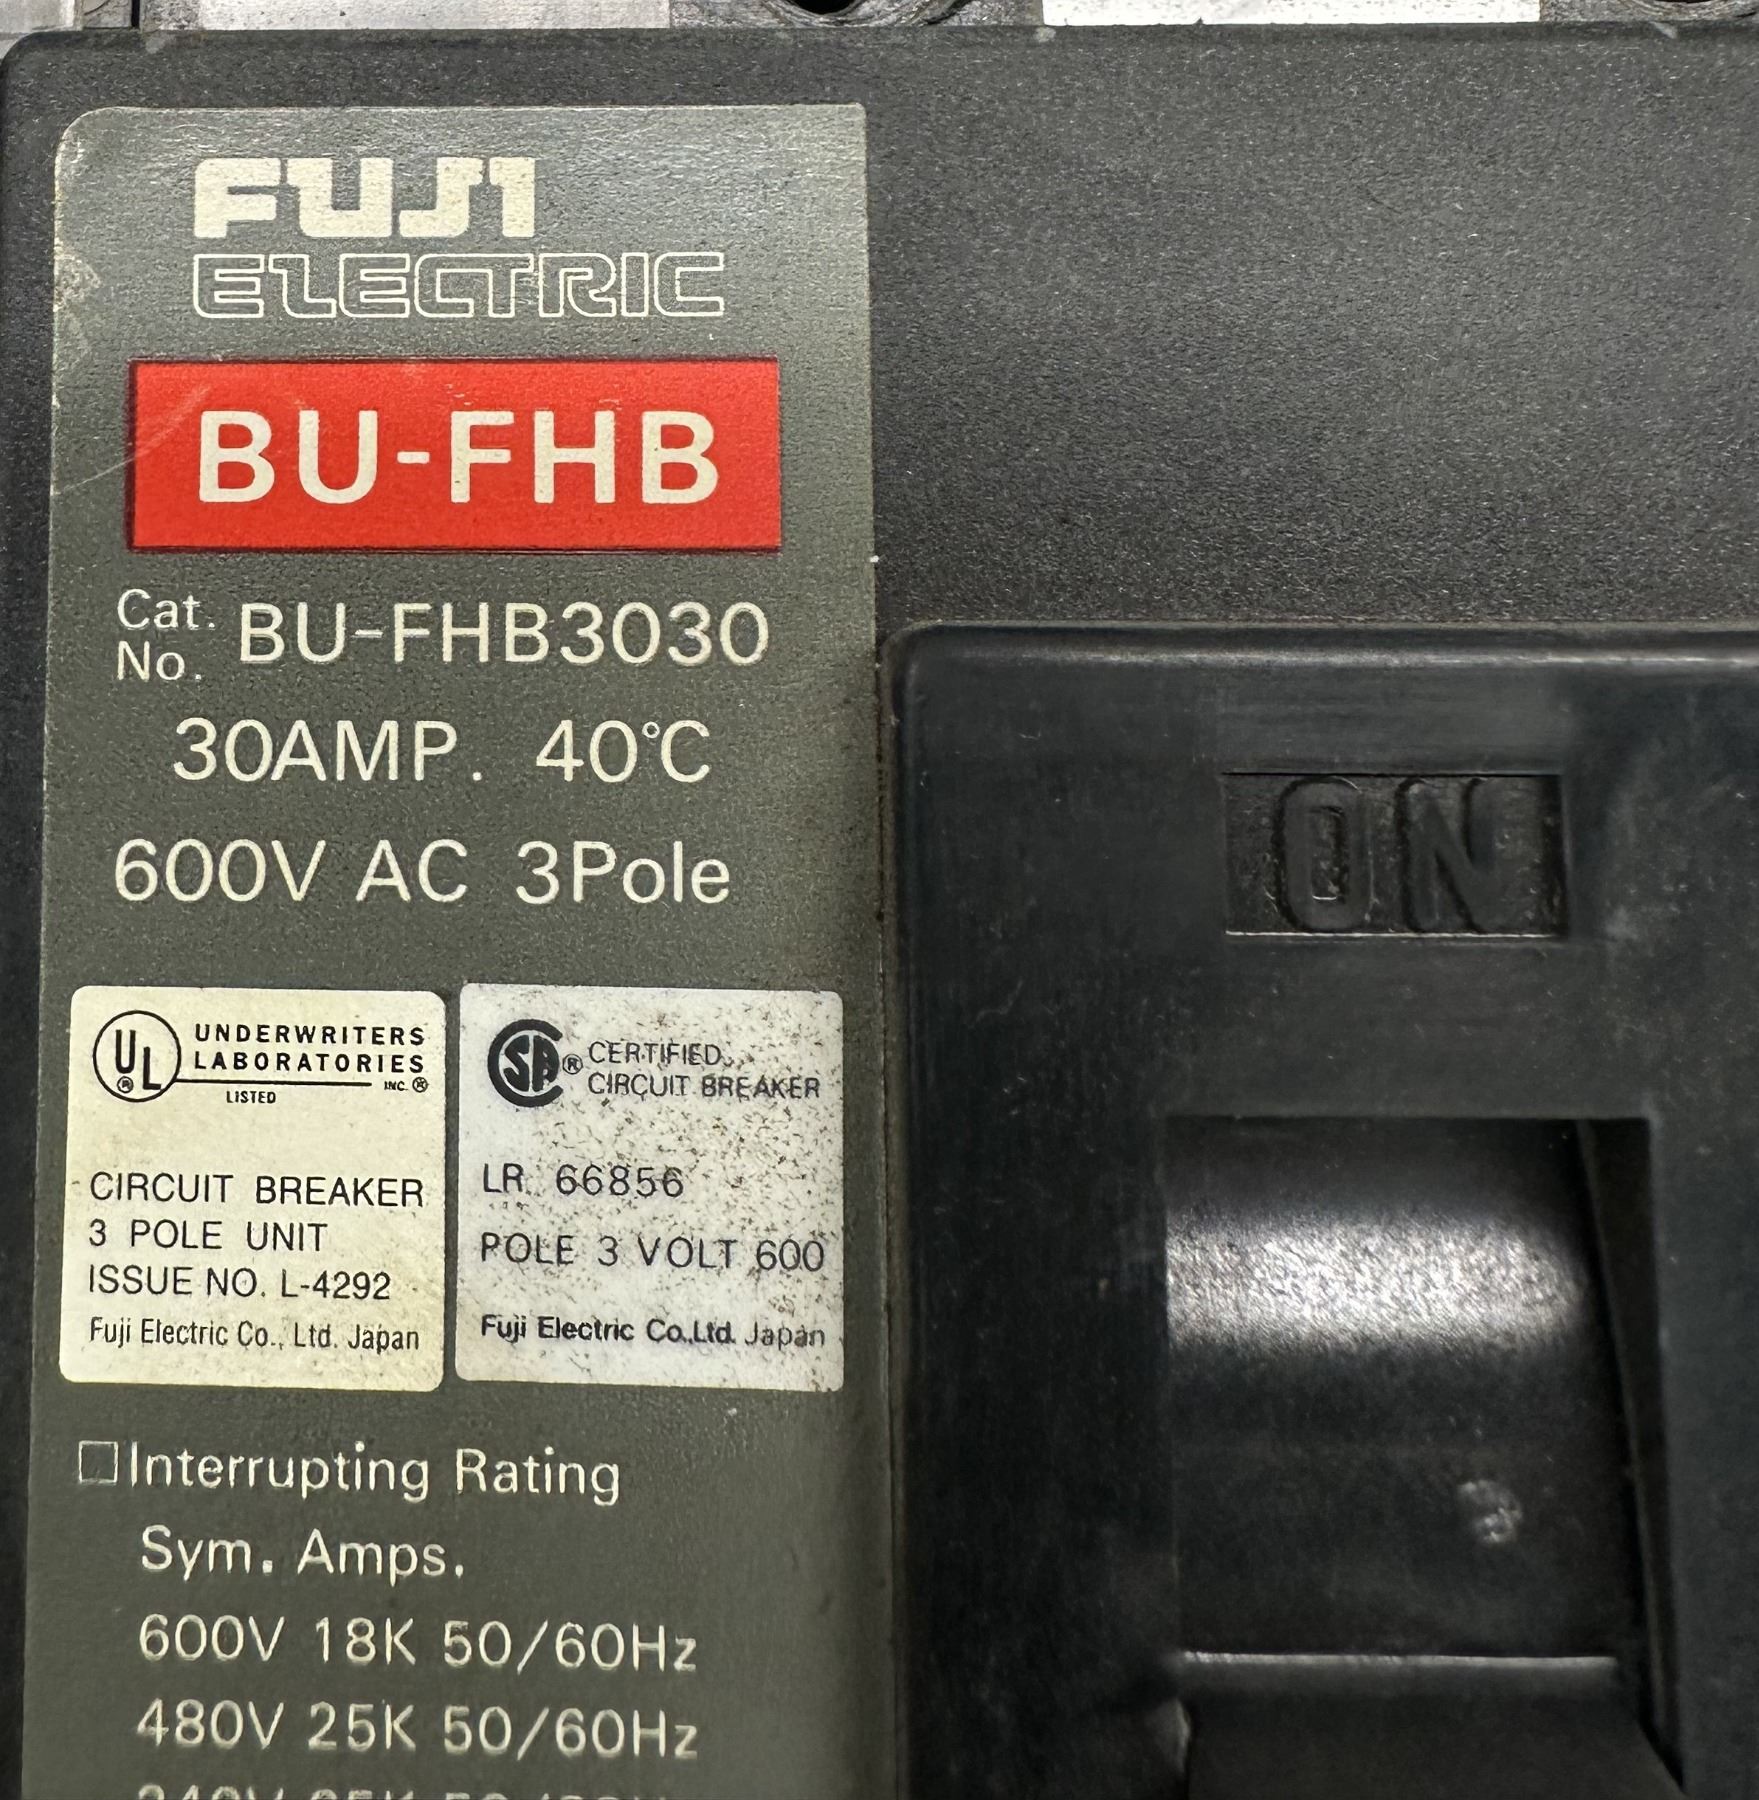 FUJI
ELECTRIC
BU-FHB
Cat. No. BU-FHB3030
30AMP. 40°C
600V AC 3Pole
UL® UNDERWRITERS
LABORATORIES
INC.®
LISTED
CIRCUIT BREAKER
3 POLE UNIT
ISSUE NO. L-4292
Fuji Electric Co., Ltd. Japan
SA® CERTIFIED
CIRCUIT BREAKER
LR 66856
POLE 3 VOLT 600
Fuji Electric Co.,Ltd. Japan
□Interrupting Rating
Sym. Amps.
600V 18K 50/60Hz
480V 25K 50/60Hz
ON